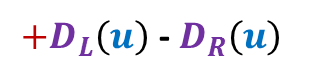 +D_L(u) - D_R(u)